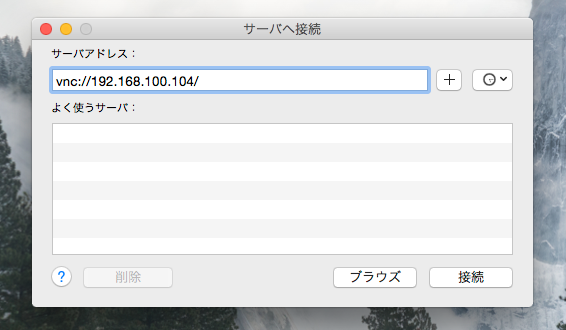 サーバへ接続
サーバアドレス：
vnc://192.168.100.104/
よく使うサーバ：
?
削除
ブラウズ
接続